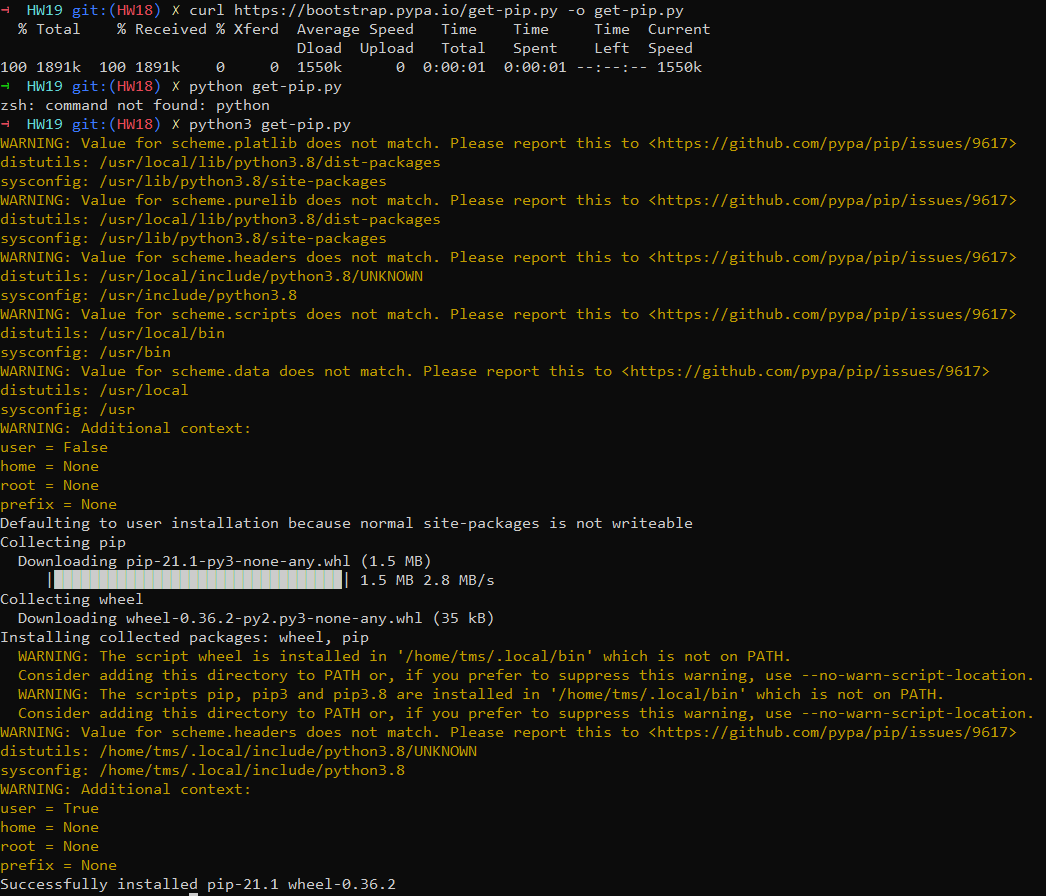 → HW19 git:(HW18) ✗ curl https://bootstrap.pypa.io/get-pip.py -o get-pip.py
  % Total    % Received % Xferd  Average Speed   Time    Time     Time  Current
                                 Dload  Upload   Total   Spent    Left  Speed
100 1891k  100 1891k    0     0  1550k      0  0:00:01  0:00:01 --:--:-- 1550k
→ HW19 git:(HW18) ✗ python get-pip.py
zsh: command not found: python
→ HW19 git:(HW18) ✗ python3 get-pip.py
WARNING: Value for scheme.platlib does not match. Please report this to <https://github.com/pypa/pip/issues/9617>
distutils: /usr/local/lib/python3.8/dist-packages
sysconfig: /usr/lib/python3.8/site-packages
WARNING: Value for scheme.purelib does not match. Please report this to <https://github.com/pypa/pip/issues/9617>
distutils: /usr/local/lib/python3.8/dist-packages
sysconfig: /usr/lib/python3.8/site-packages
WARNING: Value for scheme.headers does not match. Please report this to <https://github.com/pypa/pip/issues/9617>
distutils: /usr/local/include/python3.8/UNKNOWN
sysconfig: /usr/include/python3.8
WARNING: Value for scheme.scripts does not match. Please report this to <https://github.com/pypa/pip/issues/9617>
distutils: /usr/local/bin
sysconfig: /usr/bin
WARNING: Value for scheme.data does not match. Please report this to <https://github.com/pypa/pip/issues/9617>
distutils: /usr/local
sysconfig: /usr
WARNING: Additional context:
user = False
home = None
root = None
prefix = None
Defaulting to user installation because normal site-packages is not writeable
Collecting pip
  Downloading pip-21.1-py3-none-any.whl (1.5 MB)
     |████████████████████████████████| 1.5 MB 2.8 MB/s
Collecting wheel
  Downloading wheel-0.36.2-py2.py3-none-any.whl (35 kB)
Installing collected packages: wheel, pip
  WARNING: The script wheel is installed in '/home/tms/.local/bin' which is not on PATH.
  Consider adding this directory to PATH or, if you prefer to suppress this warning, use --no-warn-script-location.
  WARNING: The scripts pip, pip3 and pip3.8 are installed in '/home/tms/.local/bin' which is not on PATH.
  Consider adding this directory to PATH or, if you prefer to suppress this warning, use --no-warn-script-location.
WARNING: Value for scheme.headers does not match. Please report this to <https://github.com/pypa/pip/issues/9617>
distutils: /home/tms/.local/include/python3.8/UNKNOWN
sysconfig: /home/tms/.local/include/python3.8
WARNING: Additional context:
user = True
home = None
root = None
prefix = None
Successfully installed pip-21.1 wheel-0.36.2